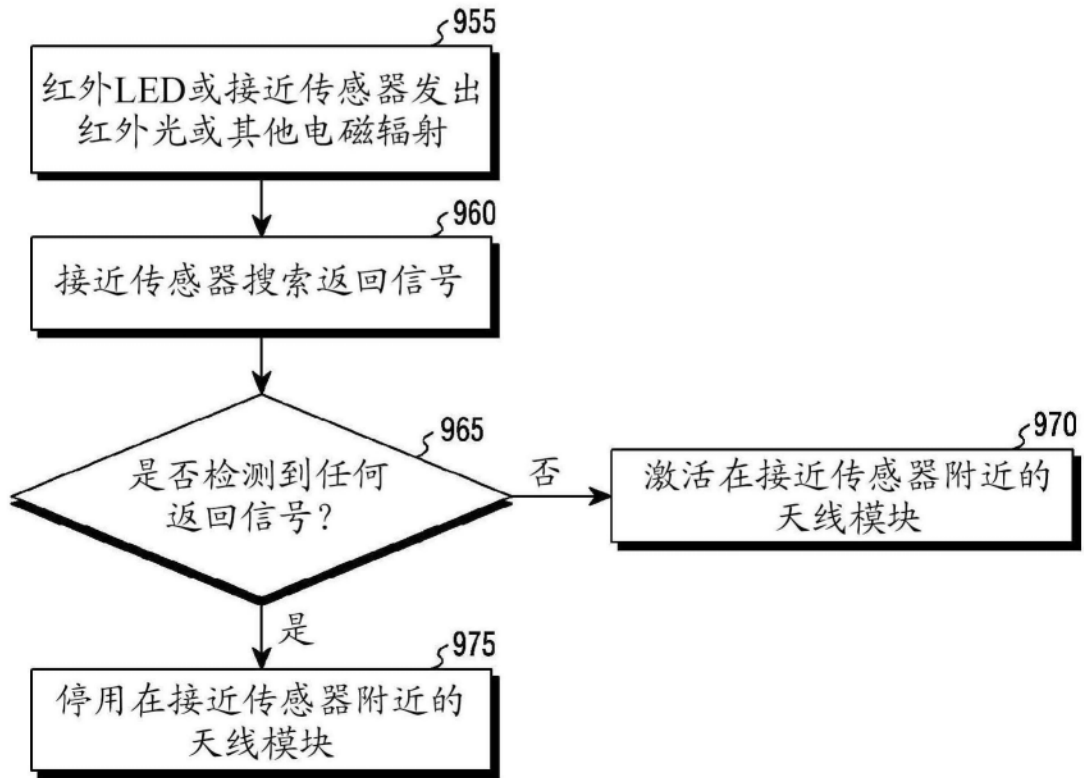 955
红外LED或接近传感器发出
红外光或其他电磁辐射
960
接近传感器搜索返回信号
965
是否检测到任何
返回信号？
否
970
激活在接近传感器附近的
天线模块
是
975
停用在接近传感器附近的
天线模块